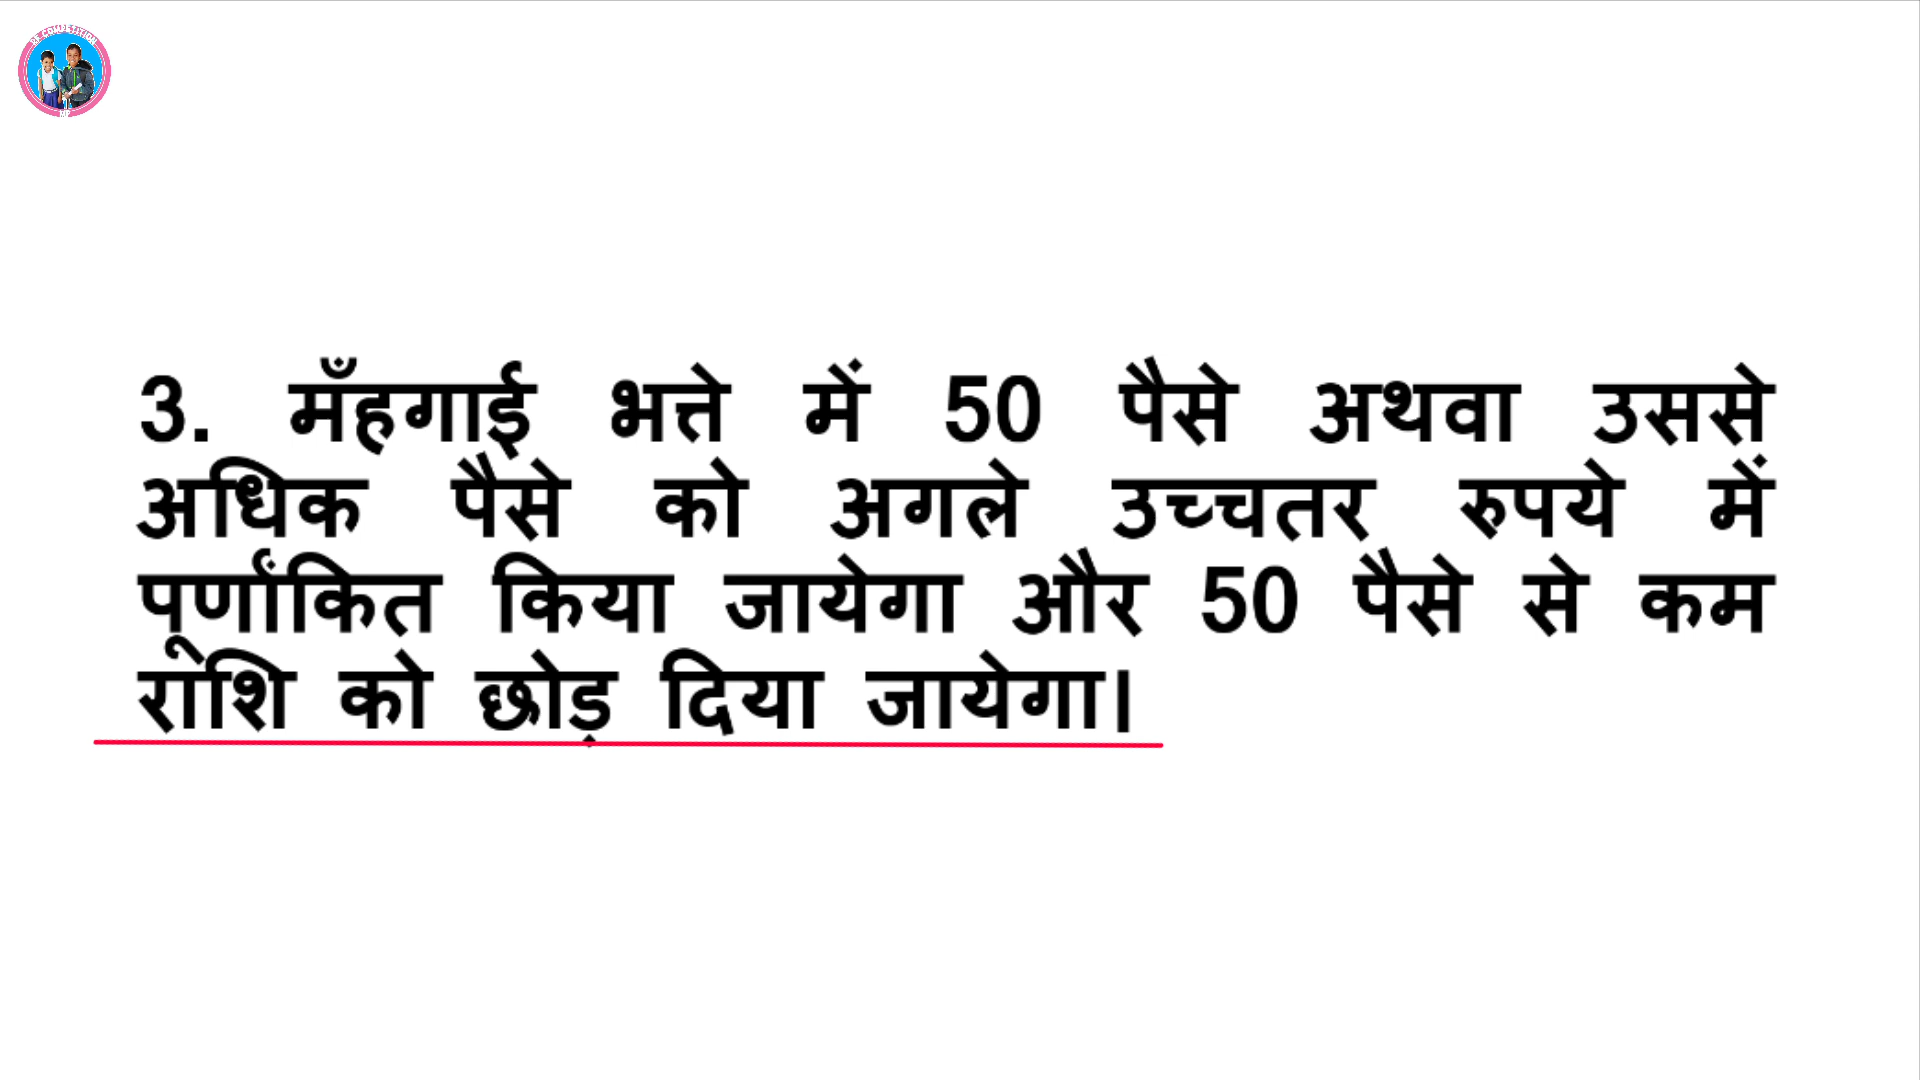 3. मँहगाई भत्ते में 50 पैसे अथवा उससे
अधिक पैसे को अगले उच्चतर रुपये में
पूर्णांकित किया जायेगा और 50 पैसे से कम
राशि को छोड़ दिया जायेगा।